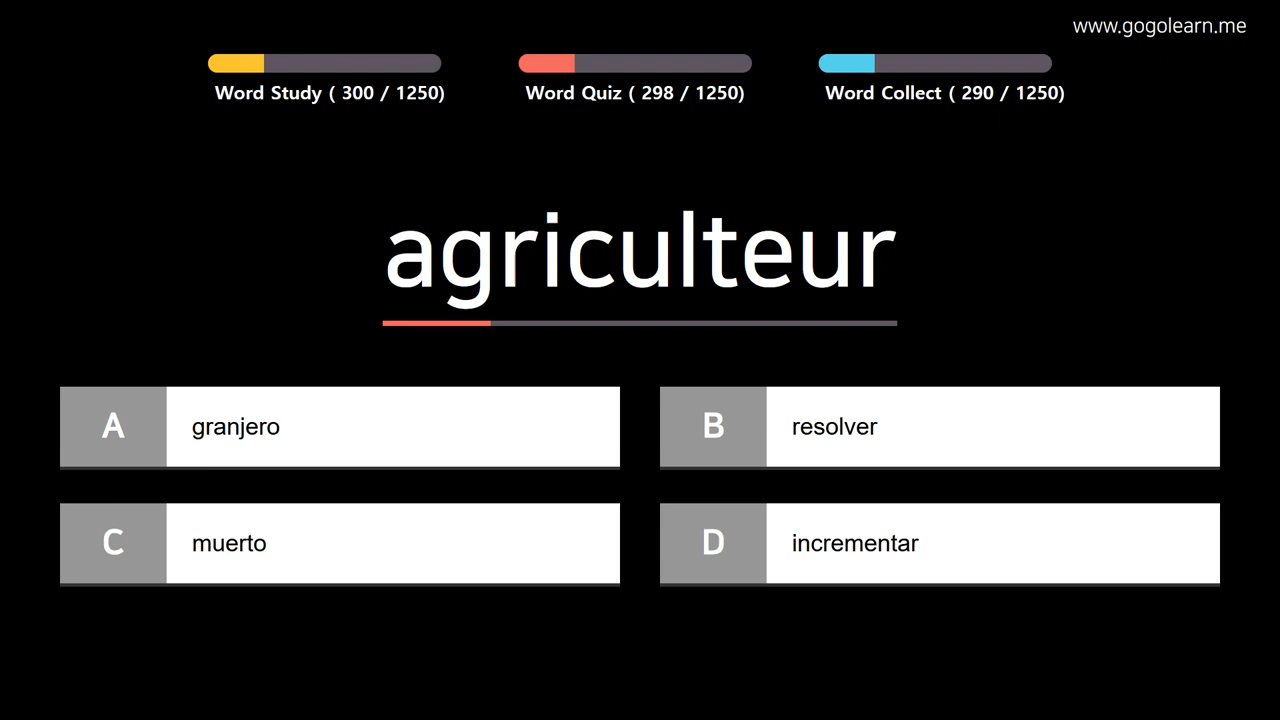 www.gogolearn.me
Word Study ( 300 / 1250)
Word Quiz ( 298 / 1250)
Word Collect ( 290 / 1250)
agriculteur
A granjero
B resolver
C muerto
D incrementar